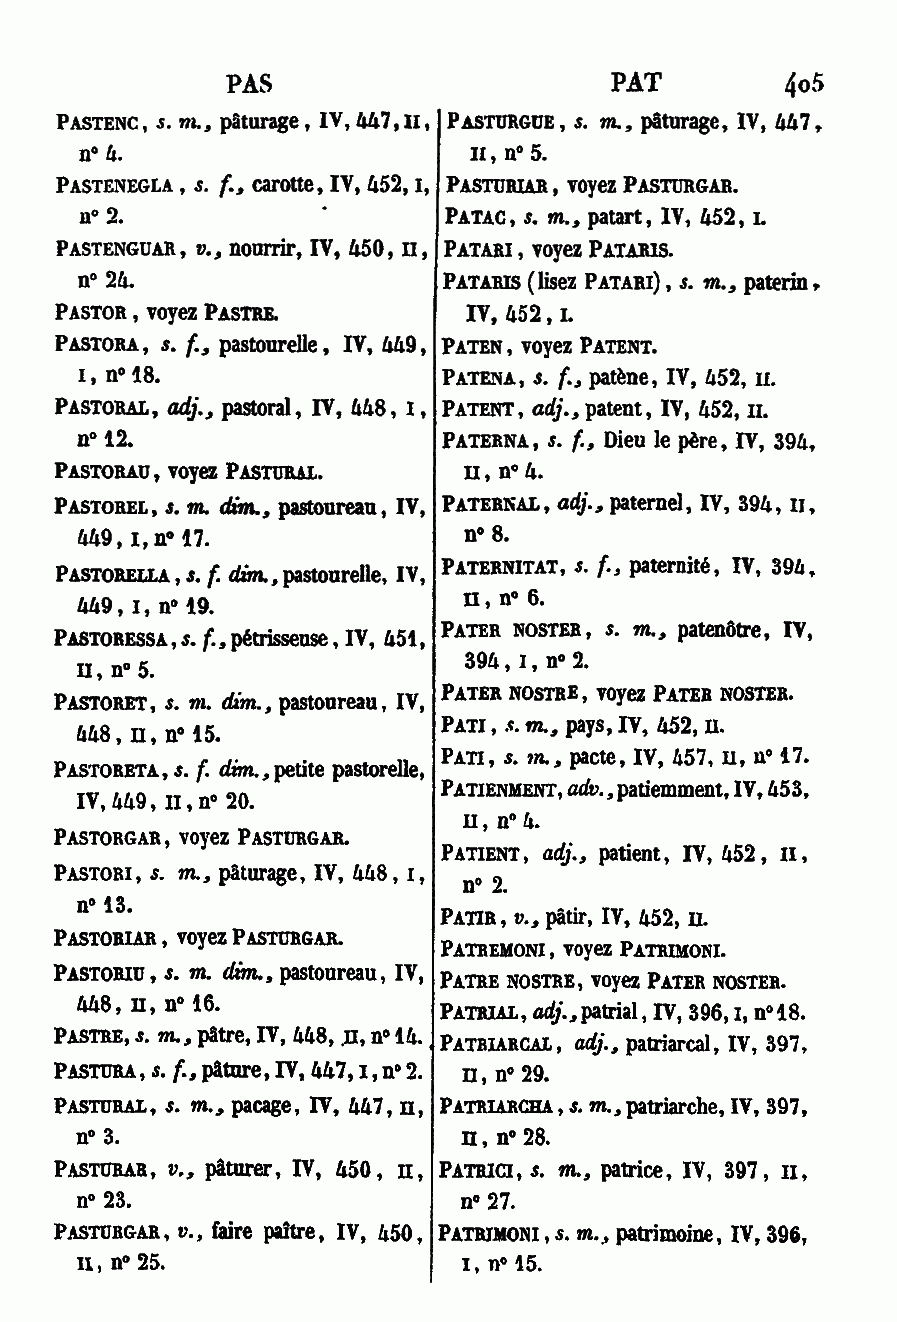 PAS
PASTENC, s. m., pâturage, IV, 447, II,
n° 4.
PASTENEGLA, s. f., carotte, IV, 452, I,
n° 2.
PASTENGUAR, v., nourrir, IV, 450, II,
n° 24.
PASTOR, voyez PASTRE.
PASTORA, s. f., pastourelle, IV, 449,
I, n° 18.
PASTORAL, adj., pastoral, IV, 448, I,
n° 12.
PASTORAU, voyez PASTURAL.
PASTOREL, s. m. dim., pastoureau, IV,
449, I, n° 17.
PASTORELLA, s. f. dim., pastourelle, IV,
449, I, n° 19.
PASTORESSA, s. f., pétrisseuse, IV, 451,
II, n° 5.
PASTORET, s. m. dim., pastoureau, IV,
448, II, n° 15.
PASTORETA, s. f. dim., petite pastorelle,
IV, 449, II, n° 20.
PASTORGAR, voyez PASTURGAR.
PASTORI, s. m., pâturage, IV, 448, I,
n° 13.
PASTORIAR, voyez PASTURGAR.
PASTORIU, s. m. dim., pastoureau, IV,
448, II, n° 16.
PASTRE, s. m., pâtre, IV, 448, II, n° 14.
PASTURA, s. f., pâture, IV, 447, I, n° 2.
PASTURAL, s. m., pacage, IV, 447, II,
n° 3.
PASTURAR, v., pâturer, IV, 450, II,
n° 23.
PASTURGAR, v., faire paître, IV, 450,
II, n° 25.
PAT 405
PASTURGUE, s. m., pâturage, IV, 447,
II, n° 5.
PASTURIAR, voyez PASTURGAR.
PATAC, s. m., patart, IV, 452, I.
PATARI, voyez PATARIS.
PATARIS (lisez PATARI), s. m., paterin,
IV, 452, I.
PATEN, voyez PATENT.
PATENA, s. f., patène, IV, 452, II.
PATENT, adj., patent, IV, 452, II.
PATERNA, s. f., Dieu le père, IV, 394,
II, n° 4.
PATERNAL, adj., paternel, IV, 394, II,
n° 8.
PATERNITAT, s. f., paternité, IV, 394,
II, n° 6.
PATER NOSTER, s. m., patenôtre, IV,
394, I, n° 2.
PATER NOSTRE, voyez PATER NOSTER.
PATI, s. m., pays, IV, 452, II.
PATI, s. m., pacte, IV, 457, II, n° 17.
PATIENMENT, adv., patiemment, IV, 453,
II, n° 4.
PATIENT, adj., patient, IV, 452, II,
n° 2.
PATIR, v., pâtir, IV, 452, II.
PATREMONI, voyez PATRIMONI.
PATRE NOSTRE, voyez PATER NOSTER.
PATRIAL, adj., patrial, IV, 396, I, n° 18.
PATRIARCAL, adj., patriarcal, IV, 397,
II, n° 29.
PATRIARCHA, s. m., patriarche, IV, 397,
II, n° 28.
PATRICI, s. m., patrice, IV, 397, II,
n° 27.
PATRIMONI, s. m., patrimoine, IV, 396,
I, n° 15.